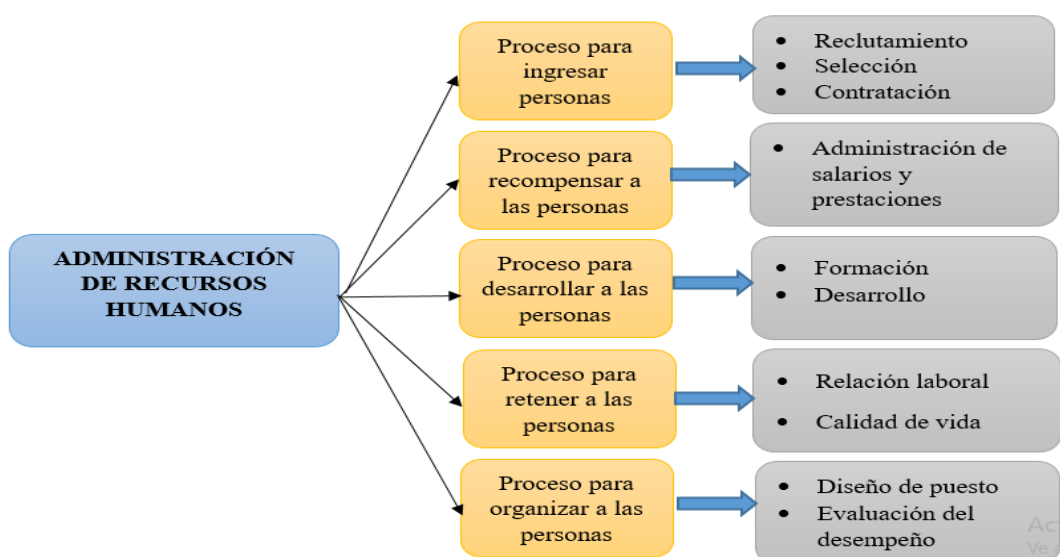 ADMINISTRACIÓN
DE RECURSOS
HUMANOS
Proceso para
ingresar
personas
• Reclutamiento
• Selección
• Contratación
Proceso para
recompensar a
las personas
• Administración de
salarios y
prestaciones
Proceso para
desarrollar a las
personas
• Formación
• Desarrollo
Proceso para
retener a las
personas
• Relación laboral
• Calidad de vida
Proceso para
organizar a las
personas
• Diseño de puesto
• Evaluación del
desempeño